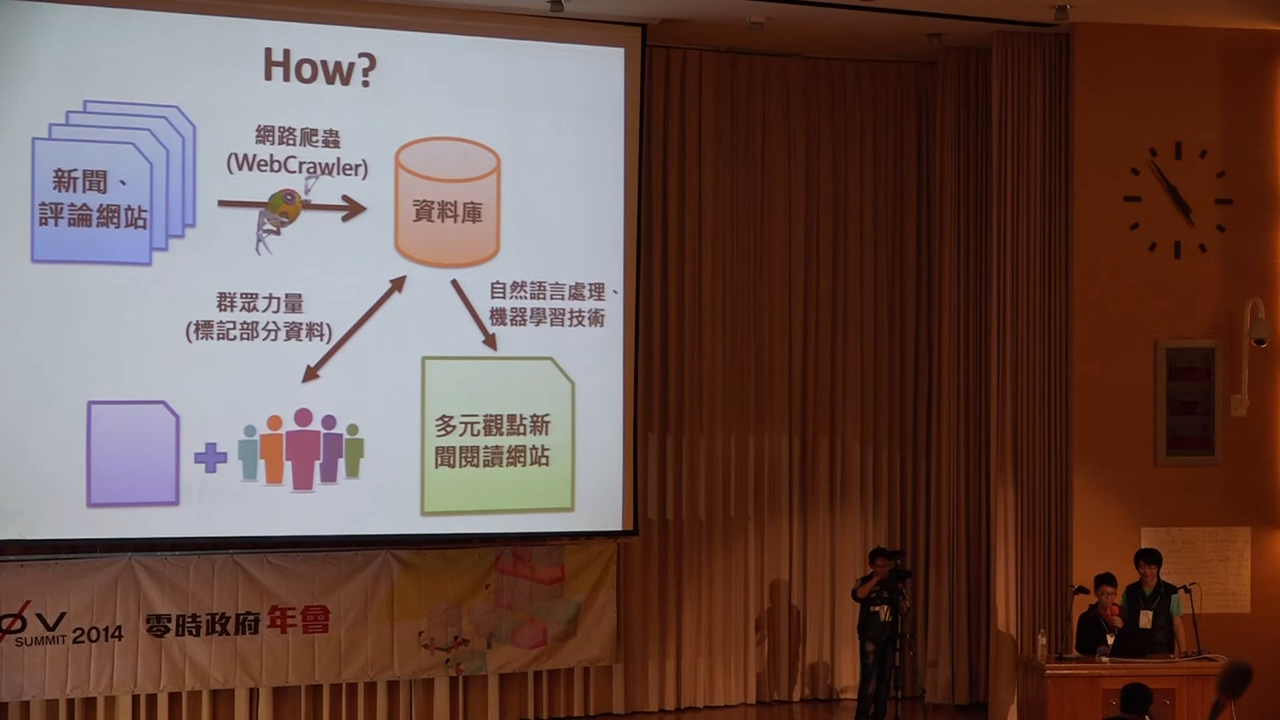 How?
新聞、
評論網站
網路爬蟲
(WebCrawler)
資料庫
群眾力量
(標記部分資料)
自然語言處理、
機器學習技術
多元觀點新
聞閱讀網站
0V
SUMMIT 2014
零時政府年會